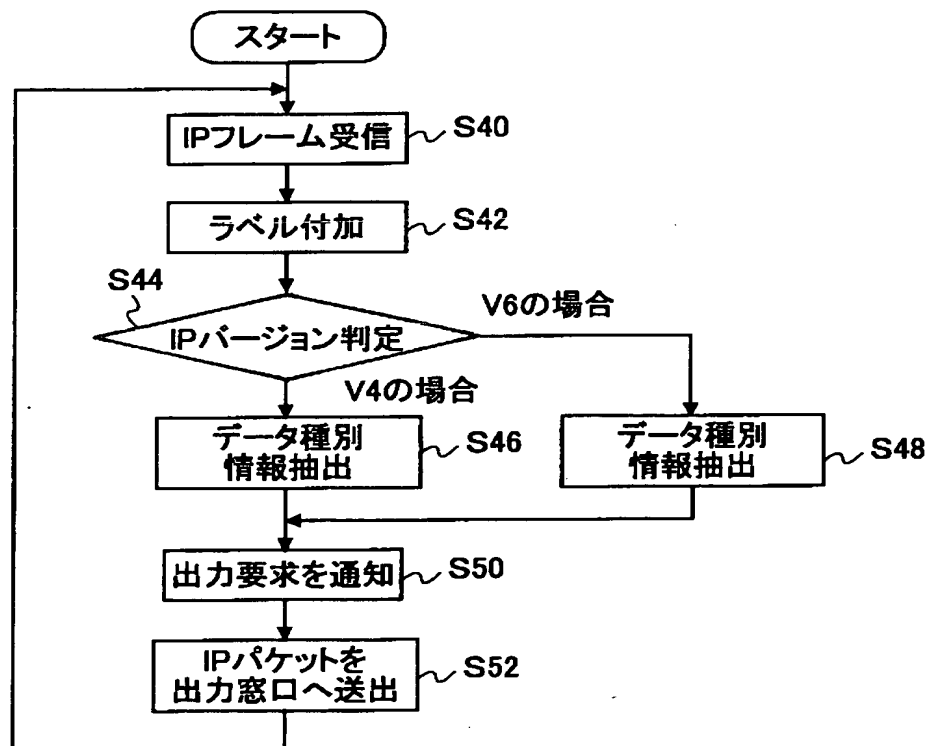 スタート
IPフレーム受信
S40
ラベル付加
S42
S44
IPバージョン判定
V6の場合
V4の場合
データ種別
情報抽出
S46
データ種別
情報抽出
S48
出力要求を通知
S50
IPパケットを
出力窓口へ送出
S52